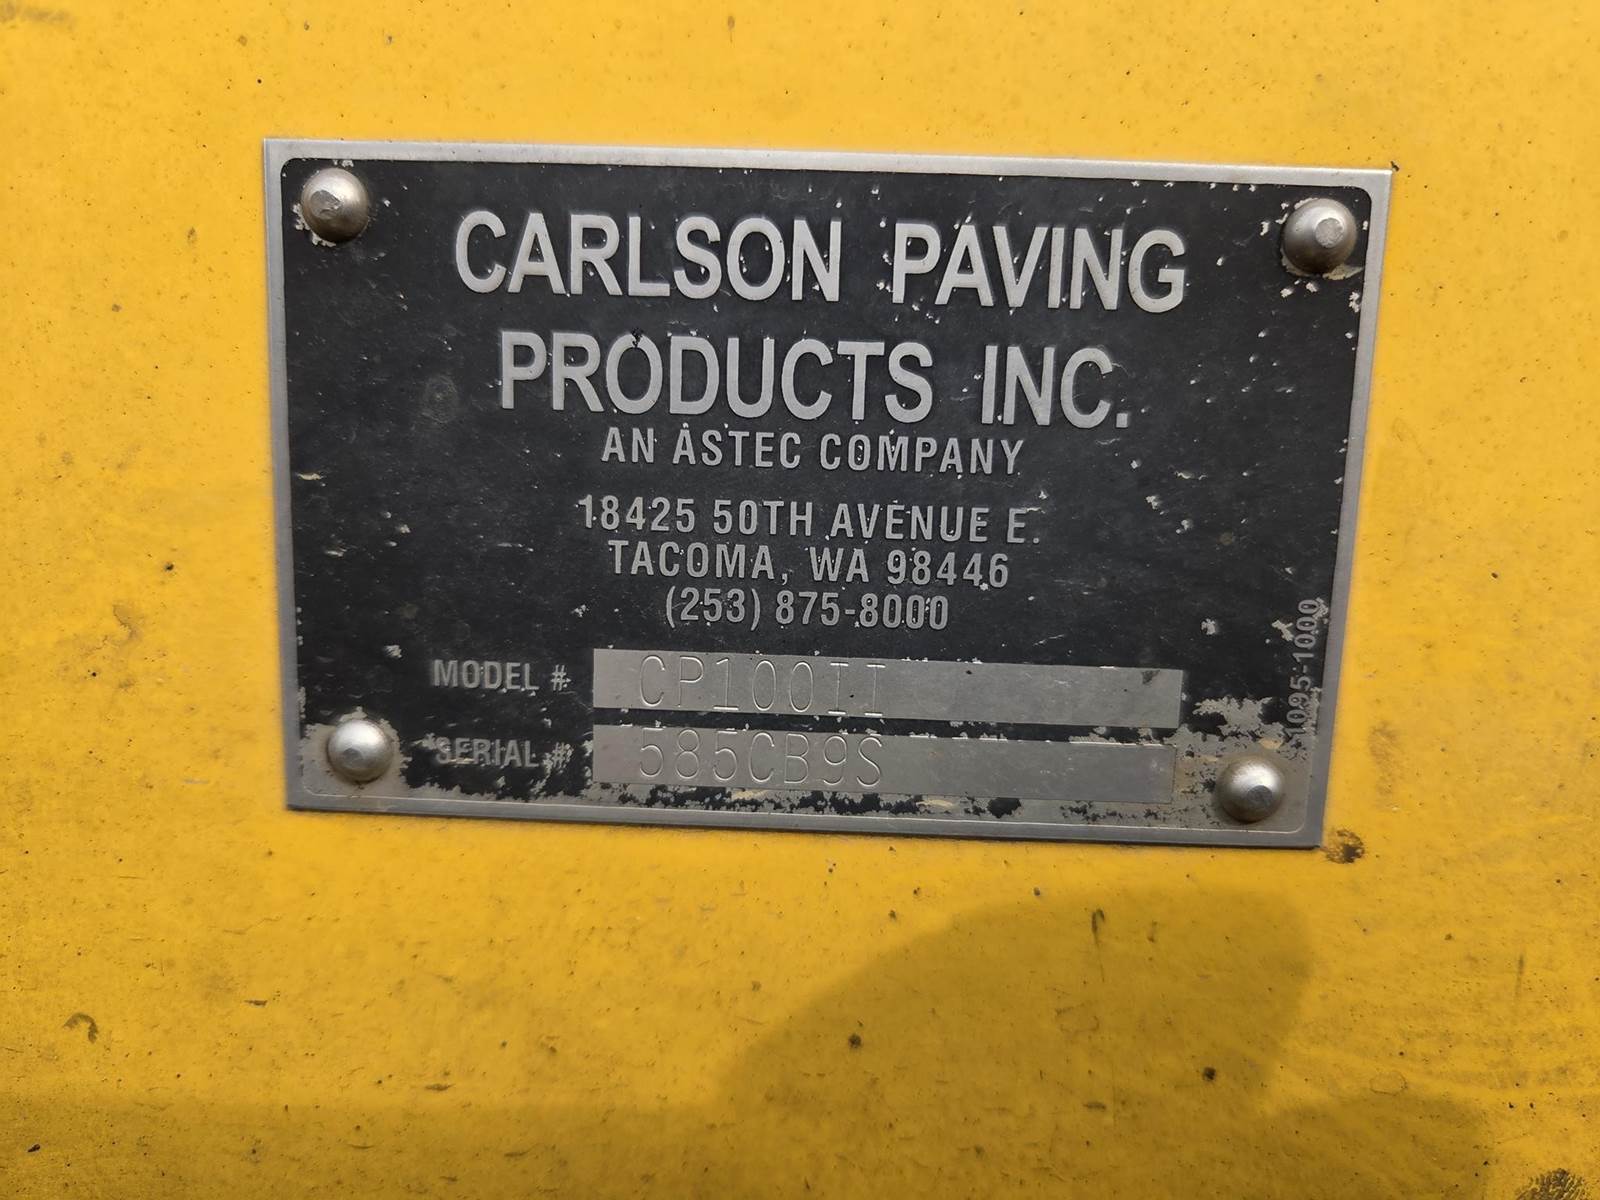 CARLSON PAVING
PRODUCTS INC.
AN ASTEC COMPANY
18425 50TH AVENUE E.
TACOMA, WA 98446
(253) 875-8000
MODEL # CP100II
SERIAL # 585CB9S
1095-1000